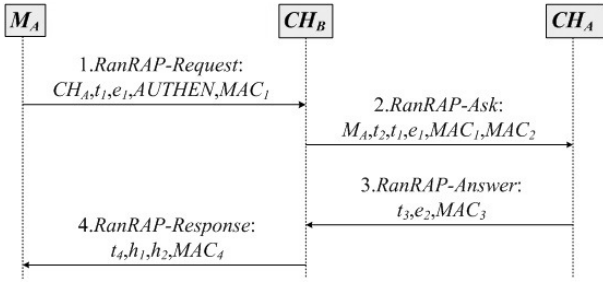 M_A CH_B CH_A
1.RanRAP-Request:
CH_A,t_1,e_1,AUTHEN,MAC_1
2.RanRAP-Ask:
M_A,t_2,t_1,e_1,MAC_1,MAC_2
3.RanRAP-Answer:
t_3,e_2,MAC_3
4.RanRAP-Response:
t_4,h_1,h_2,MAC_4